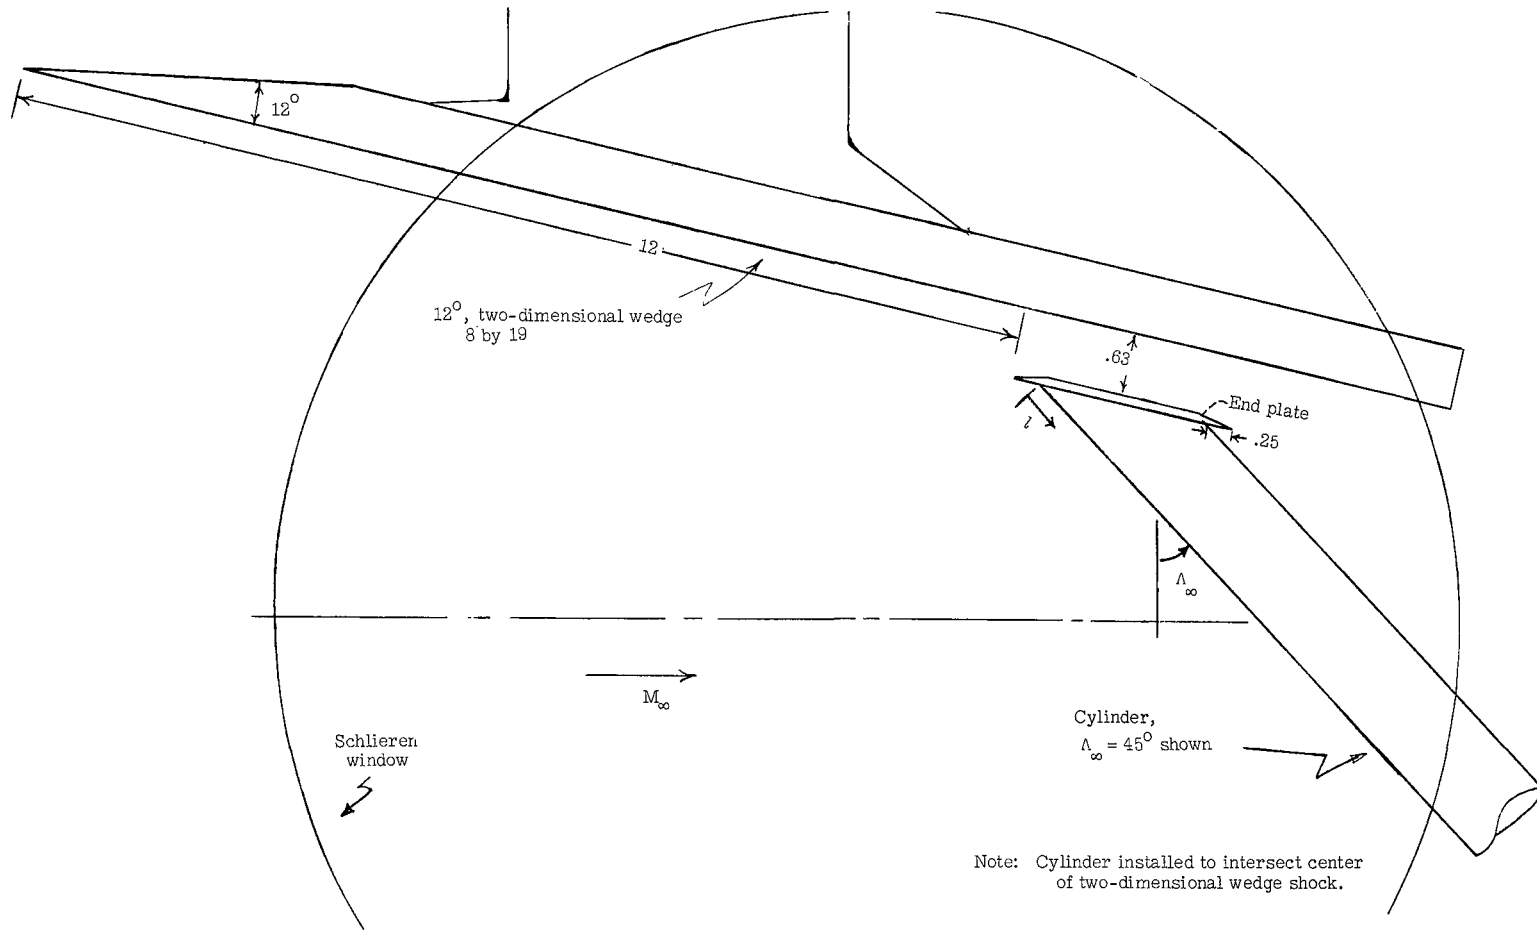 12°
12
12°, two-dimensional wedge
8 by 19
.63
End plate
.25
l
Λ∞
M∞
Schlieren
window
Cylinder,
Λ∞ = 45° shown
Note: Cylinder installed to intersect center
of two-dimensional wedge shock.